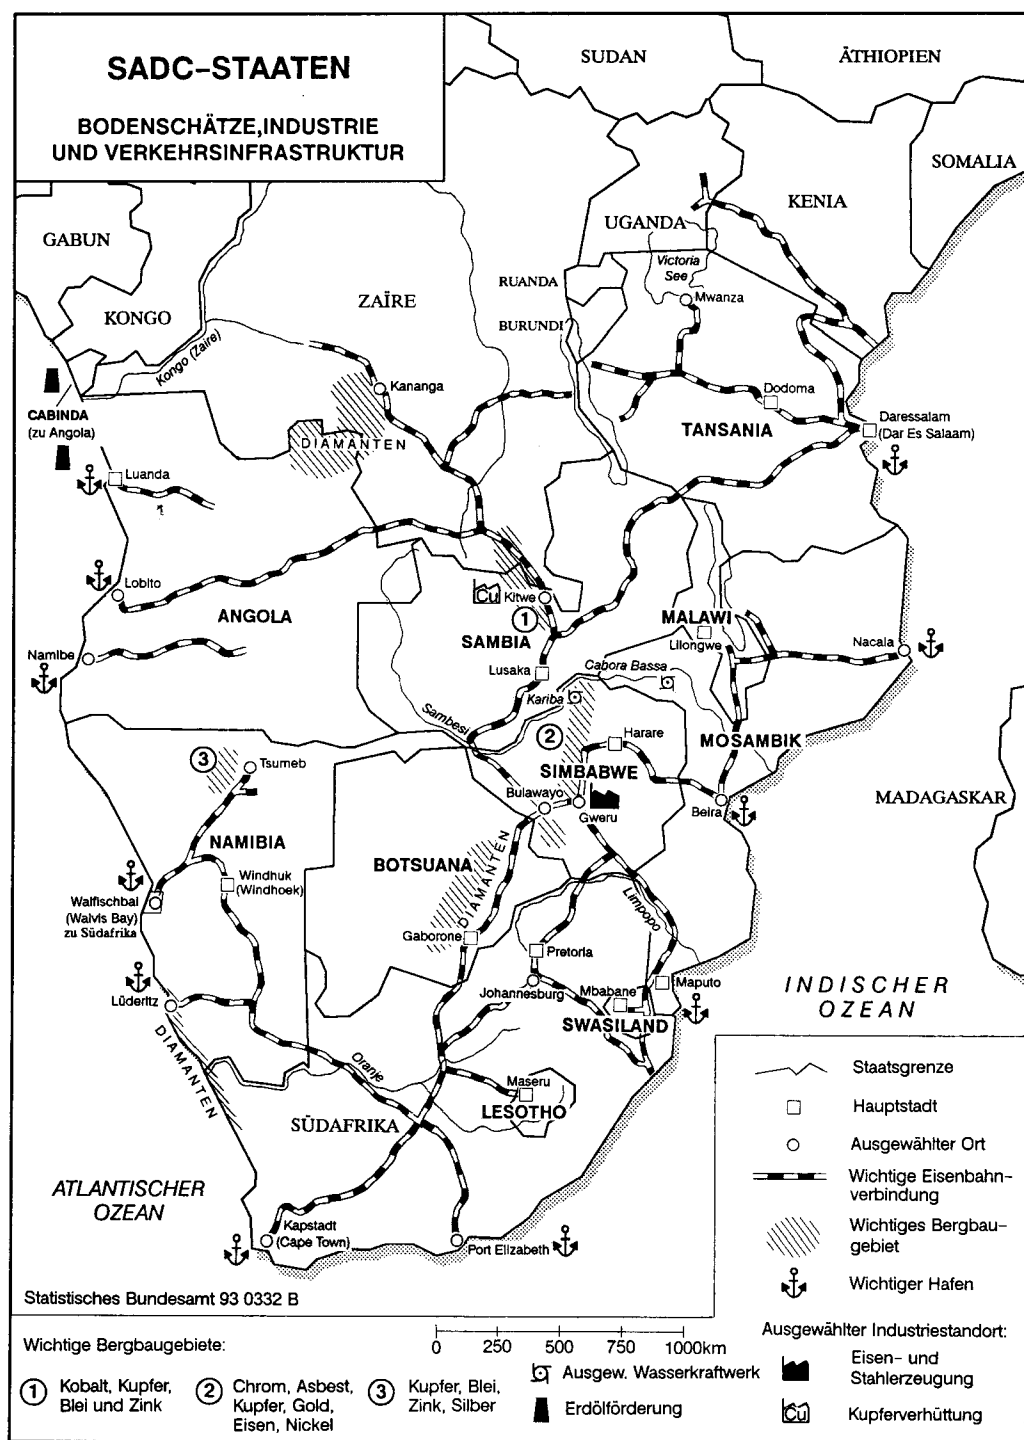 SADC-STAATEN
BODENSCHÄTZE,INDUSTRIE
UND VERKEHRSINFRASTRUKTUR
SUDAN
ÄTHIOPIEN
SOMALIA
KENIA
UGANDA
GABUN
Victoria
See
RUANDA
Mwanza
ZAÏRE
KONGO
BURUNDI
Kongo (Zaire)
Kananga
Dodoma
CABINDA
(zu Angola)
DIAMANTEN
TANSANIA
Daressalam
(Dar Es Salaam)
Luanda
Lobito
Cu
Kitwe
1
ANGOLA
MALAWI
SAMBIA
Lilongwe
Nacala
Namibe
Lusaka
Cabora Bassa
Kariba
Sambesi
2
Harare
MOSAMBIK
3
Tsumeb
SIMBABWE
Bulawayo
Gweru
Beira
MADAGASKAR
NAMIBIA
BOTSUANA
DIAMANTEN
Windhuk
(Windhoek)
Walfischbai
(Walvis Bay)
zu Südafrika
Limpopo
Gaborone
Pretoria
Johannesburg
Mbabane
Maputo
INDISCHER
OZEAN
Lüderitz
SWASILAND
DIAMANTEN
Oranje
Maseru
LESOTHO
SÜDAFRIKA
ATLANTISCHER
OZEAN
Kapstadt
(Cape Town)
Port Elizabeth
Staatsgrenze
Hauptstadt
Ausgewählter Ort
Wichtige Eisenbahn-
verbindung
Wichtiges Bergbau-
gebiet
Wichtiger Hafen
Ausgewählter Industriestandort:
Eisen- und
Stahlerzeugung
Cu
Kupferverhüttung
Statistisches Bundesamt 93 0332 B
Wichtige Bergbaugebiete:
1 Kobalt, Kupfer,
Blei und Zink
2 Chrom, Asbest,
Kupfer, Gold,
Eisen, Nickel
3 Kupfer, Blei,
Zink, Silber
0 250 500 750 1000km
Ausgew. Wasserkraftwerk
Erdölförderung